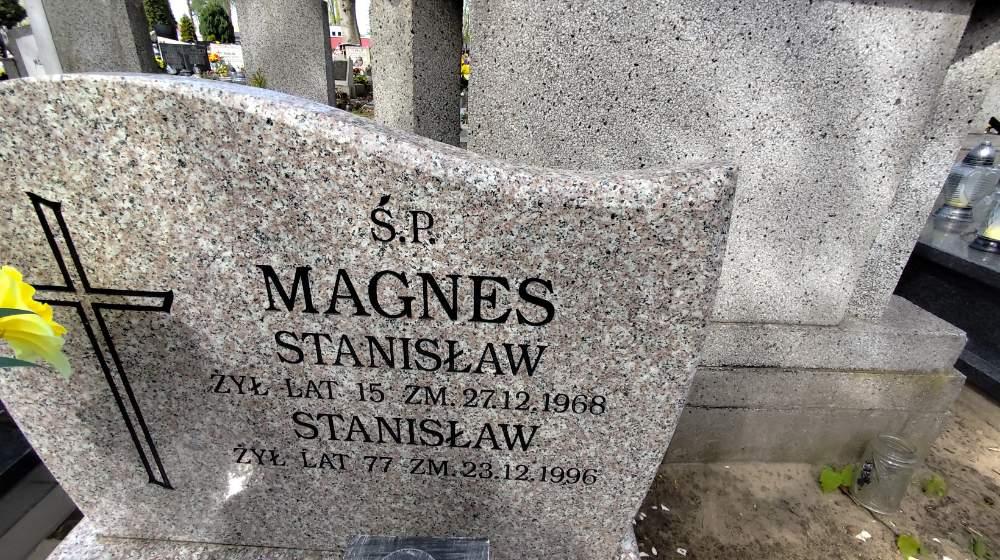 Ś.P.
MAGNES
STANISŁAW
ŻYŁ LAT 15 ZM. 27.12.1968
STANISŁAW
ŻYŁ LAT 77 ZM. 23.12.1996